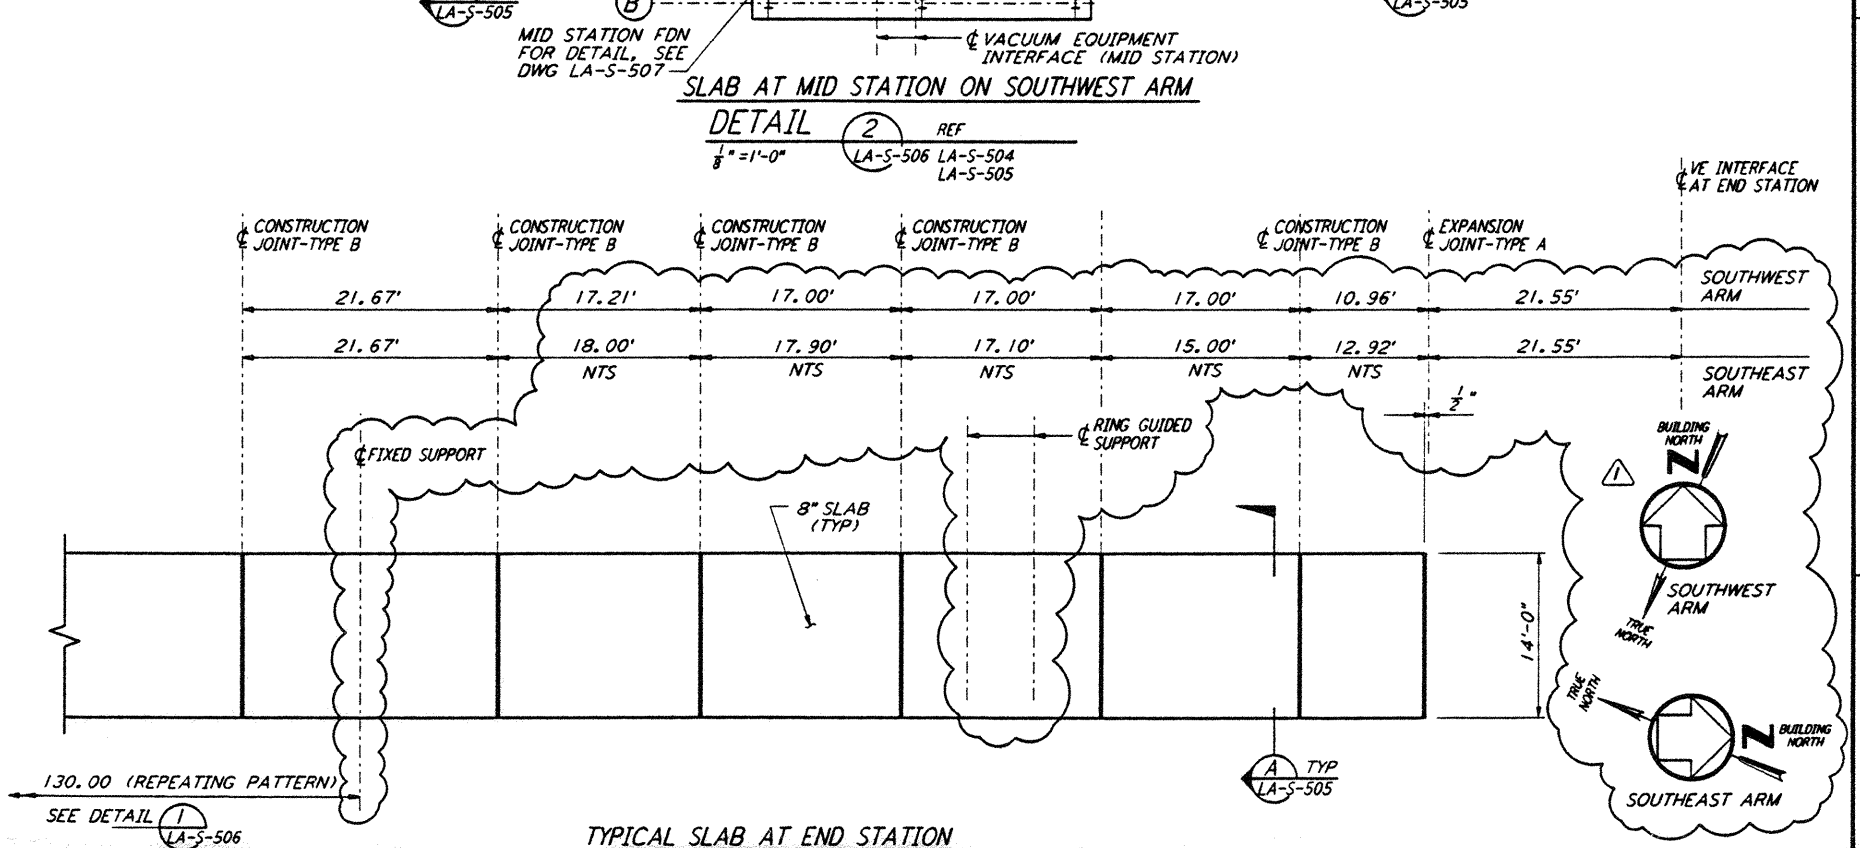 LA-S-505
B
LA-S-505
MID STATION FDN
FOR DETAIL, SEE
DWG LA-S-507
℄ VACUUM EQUIPMENT
INTERFACE (MID STATION)
SLAB AT MID STATION ON SOUTHWEST ARM
DETAIL 2 REF
1/8" =1'-0" LA-S-506 LA-S-504
LA-S-505
℄ VE INTERFACE
AT END STATION
℄ CONSTRUCTION
JOINT-TYPE B
℄ CONSTRUCTION
JOINT-TYPE B
℄ CONSTRUCTION
JOINT-TYPE B
℄ CONSTRUCTION
JOINT-TYPE B
℄ CONSTRUCTION
JOINT-TYPE B
℄ EXPANSION
JOINT-TYPE A
21.67' 17.21' 17.00' 17.00' 17.00' 10.96' 21.55'
SOUTHWEST
ARM
21.67' 18.00' 17.90' 17.10' 15.00' 12.92' 21.55'
NTS NTS NTS NTS NTS
SOUTHEAST
ARM
1/2"
℄ FIXED SUPPORT
℄ RING GUIDED
SUPPORT
8" SLAB
(TYP)
14'-0"
1
BUILDING
NORTH
N
SOUTHWEST
ARM
TRUE
NORTH
TRUE
NORTH
N
BUILDING
NORTH
SOUTHEAST ARM
A TYP
LA-S-505
130.00 (REPEATING PATTERN)
SEE DETAIL 1
LA-S-506
TYPICAL SLAB AT END STATION